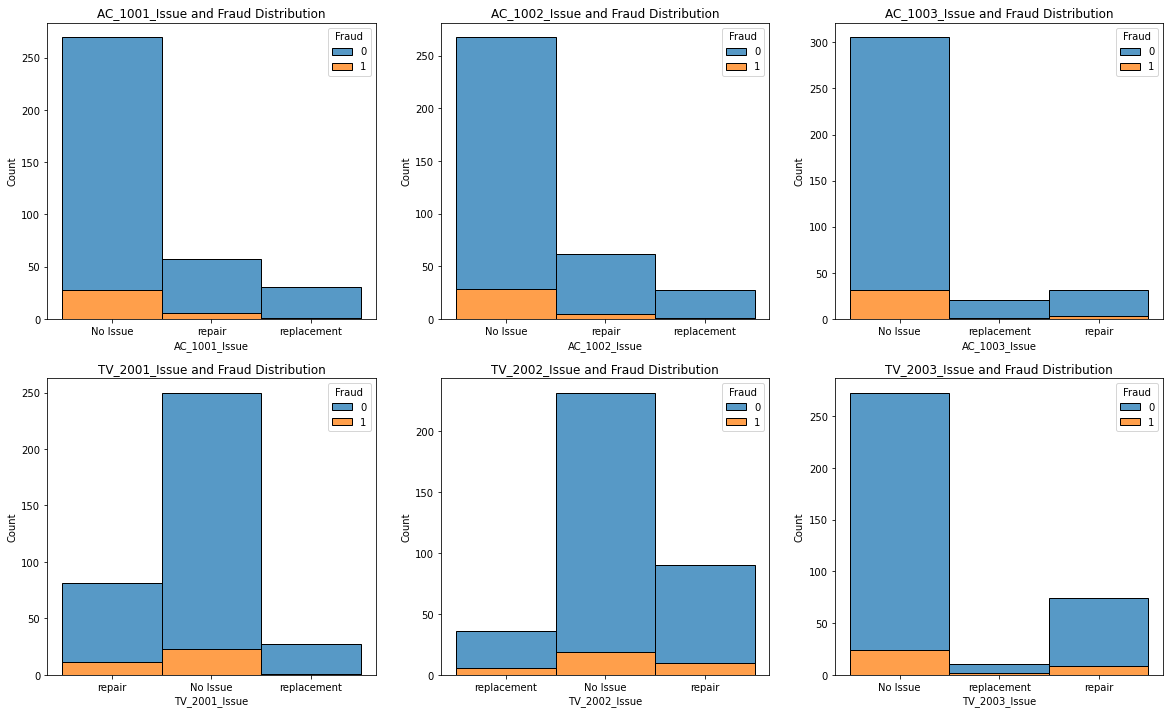 AC_1001_Issue and Fraud Distribution
Fraud
0
1
Count
250
200
150
100
50
0
No Issue
repair
replacement
AC_1001_Issue
AC_1002_Issue and Fraud Distribution
Fraud
0
1
Count
250
200
150
100
50
0
No Issue
repair
replacement
AC_1002_Issue
AC_1003_Issue and Fraud Distribution
Fraud
0
1
Count
300
250
200
150
100
50
0
No Issue
replacement
repair
AC_1003_Issue
TV_2001_Issue and Fraud Distribution
Fraud
0
1
Count
250
200
150
100
50
0
repair
No Issue
replacement
TV_2001_Issue
TV_2002_Issue and Fraud Distribution
Fraud
0
1
Count
200
150
100
50
0
replacement
No Issue
repair
TV_2002_Issue
TV_2003_Issue and Fraud Distribution
Fraud
0
1
Count
250
200
150
100
50
0
No Issue
replacement
repair
TV_2003_Issue